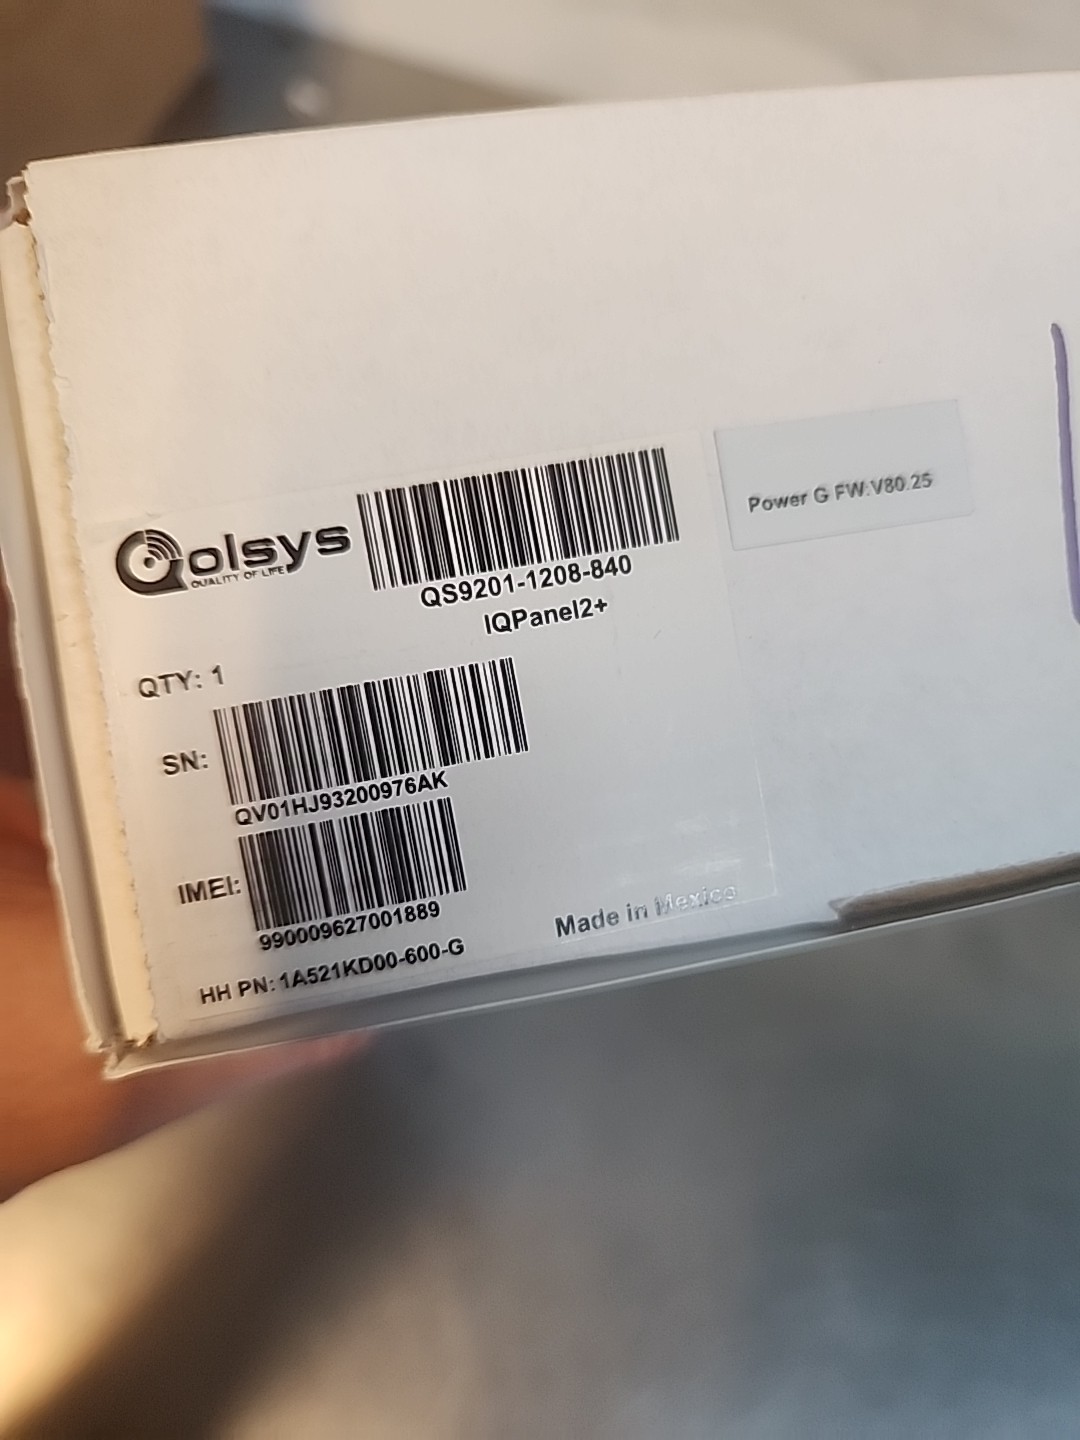 Qolsys
QUALITY OF LIFE
QS9201-1208-840
IQPanel2+
Power G FW:V80.25
QTY: 1
SN:
QV01HJ93200976AK
IMEI:
990009627001889
HH PN: 1A521KD00-600-G
Made in Mexico